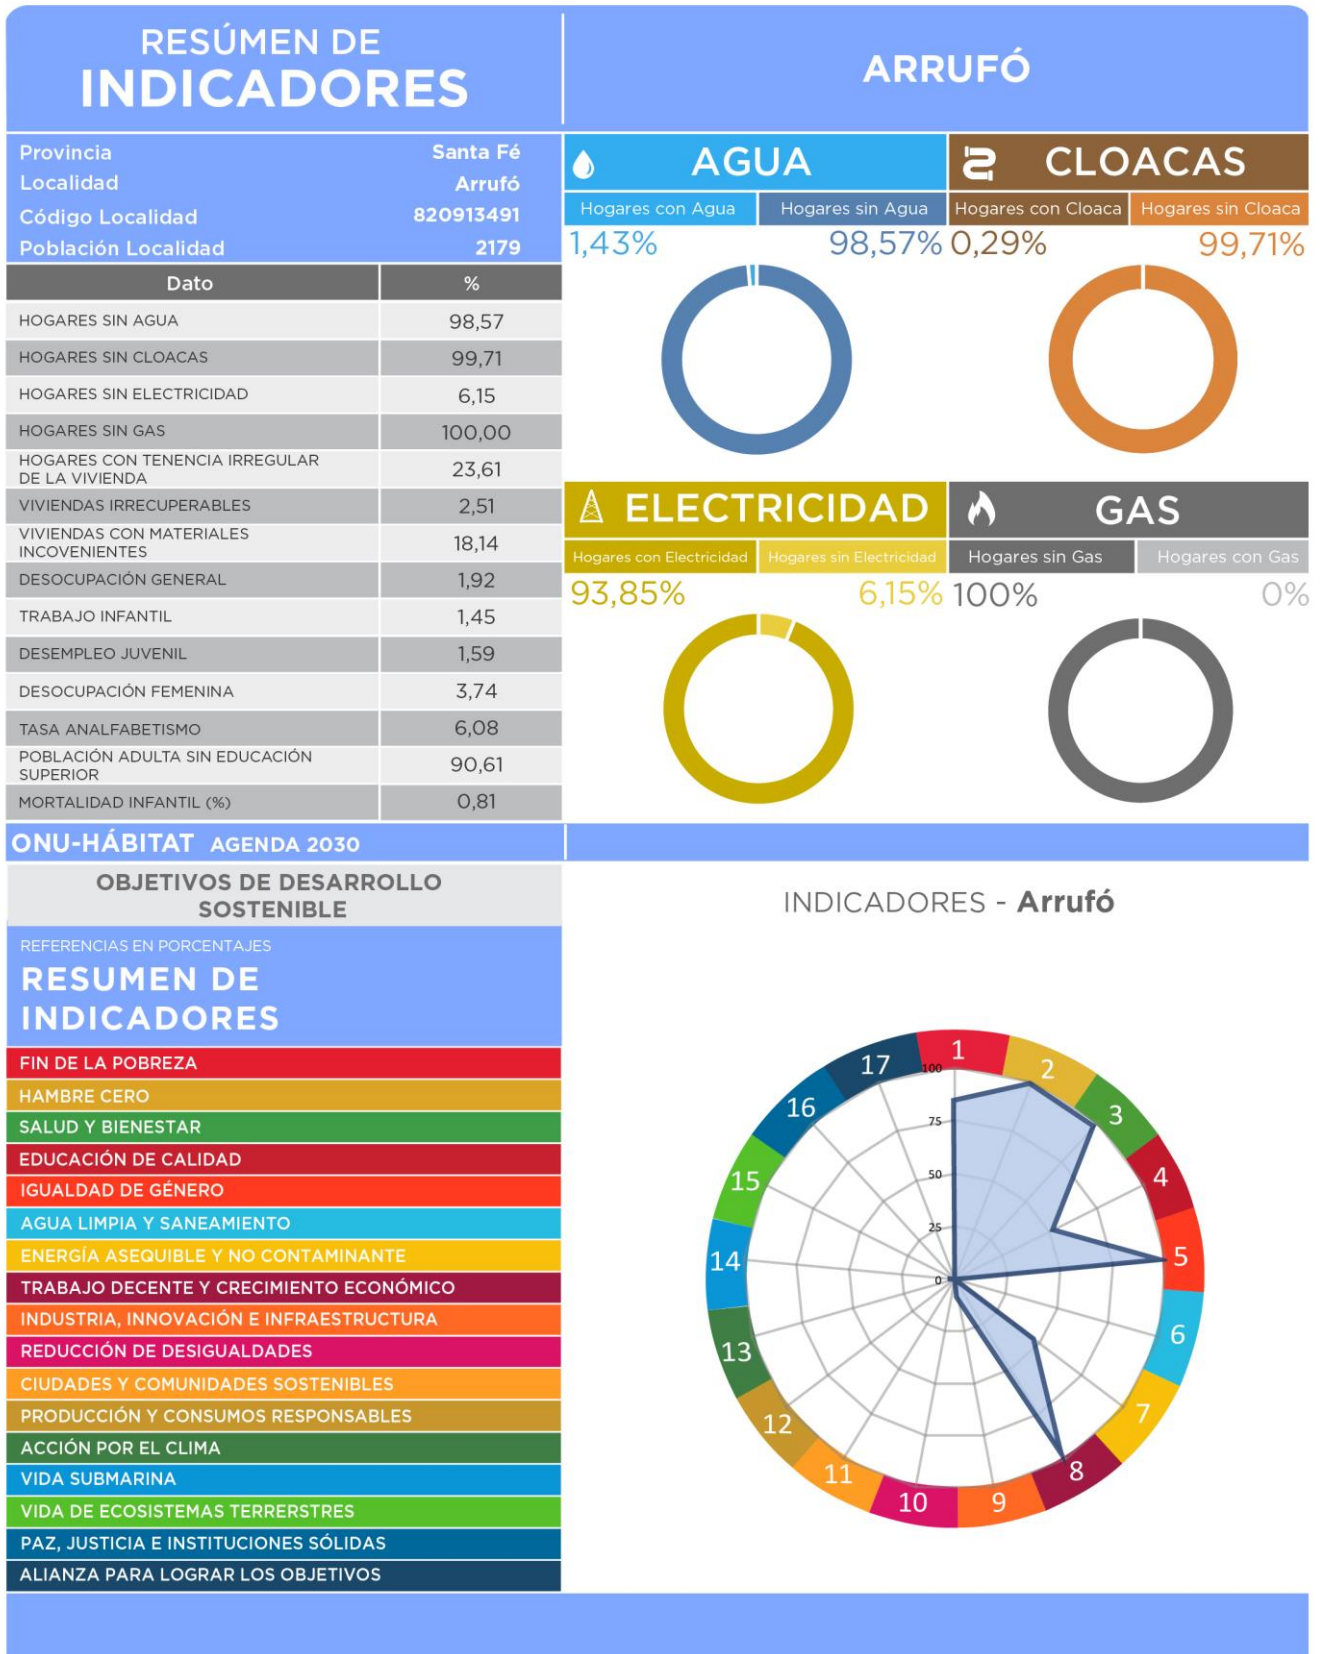 RESÚMEN DE
INDICADORES
ARRUFÓ
Provincia Santa Fé
Localidad Arrufó
Código Localidad 820913491
Población Localidad 2179
Dato %
HOGARES SIN AGUA 98,57
HOGARES SIN CLOACAS 99,71
HOGARES SIN ELECTRICIDAD 6,15
HOGARES SIN GAS 100,00
HOGARES CON TENENCIA IRREGULAR
DE LA VIVIENDA 23,61
VIVIENDAS IRRECUPERABLES 2,51
VIVIENDAS CON MATERIALES
INCOVENIENTES 18,14
DESOCUPACIÓN GENERAL 1,92
TRABAJO INFANTIL 1,45
DESEMPLEO JUVENIL 1,59
DESOCUPACIÓN FEMENINA 3,74
TASA ANALFABETISMO 6,08
POBLACIÓN ADULTA SIN EDUCACIÓN
SUPERIOR 90,61
MORTALIDAD INFANTIL (%) 0,81
AGUA
Hogares con Agua Hogares sin Agua
1,43% 98,57%
CLOACAS
Hogares con Cloaca Hogares sin Cloaca
0,29% 99,71%
ELECTRICIDAD
Hogares con Electricidad Hogares sin Electricidad
93,85% 6,15%
GAS
Hogares sin Gas Hogares con Gas
100% 0%
ONU-HÁBITAT AGENDA 2030
OBJETIVOS DE DESARROLLO
SOSTENIBLE
REFERENCIAS EN PORCENTAJES
RESUMEN DE
INDICADORES
FIN DE LA POBREZA
HAMBRE CERO
SALUD Y BIENESTAR
EDUCACIÓN DE CALIDAD
IGUALDAD DE GÉNERO
AGUA LIMPIA Y SANEAMIENTO
ENERGÍA ASEQUIBLE Y NO CONTAMINANTE
TRABAJO DECENTE Y CRECIMIENTO ECONÓMICO
INDUSTRIA, INNOVACIÓN E INFRAESTRUCTURA
REDUCCIÓN DE DESIGUALDADES
CIUDADES Y COMUNIDADES SOSTENIBLES
PRODUCCIÓN Y CONSUMOS RESPONSABLES
ACCIÓN POR EL CLIMA
VIDA SUBMARINA
VIDA DE ECOSISTEMAS TERRERSTRES
PAZ, JUSTICIA E INSTITUCIONES SÓLIDAS
ALIANZA PARA LOGRAR LOS OBJETIVOS
INDICADORES - Arrufó
1
2
3
4
5
6
7
8
9
10
11
12
13
14
15
16
17
100
75
50
25
0